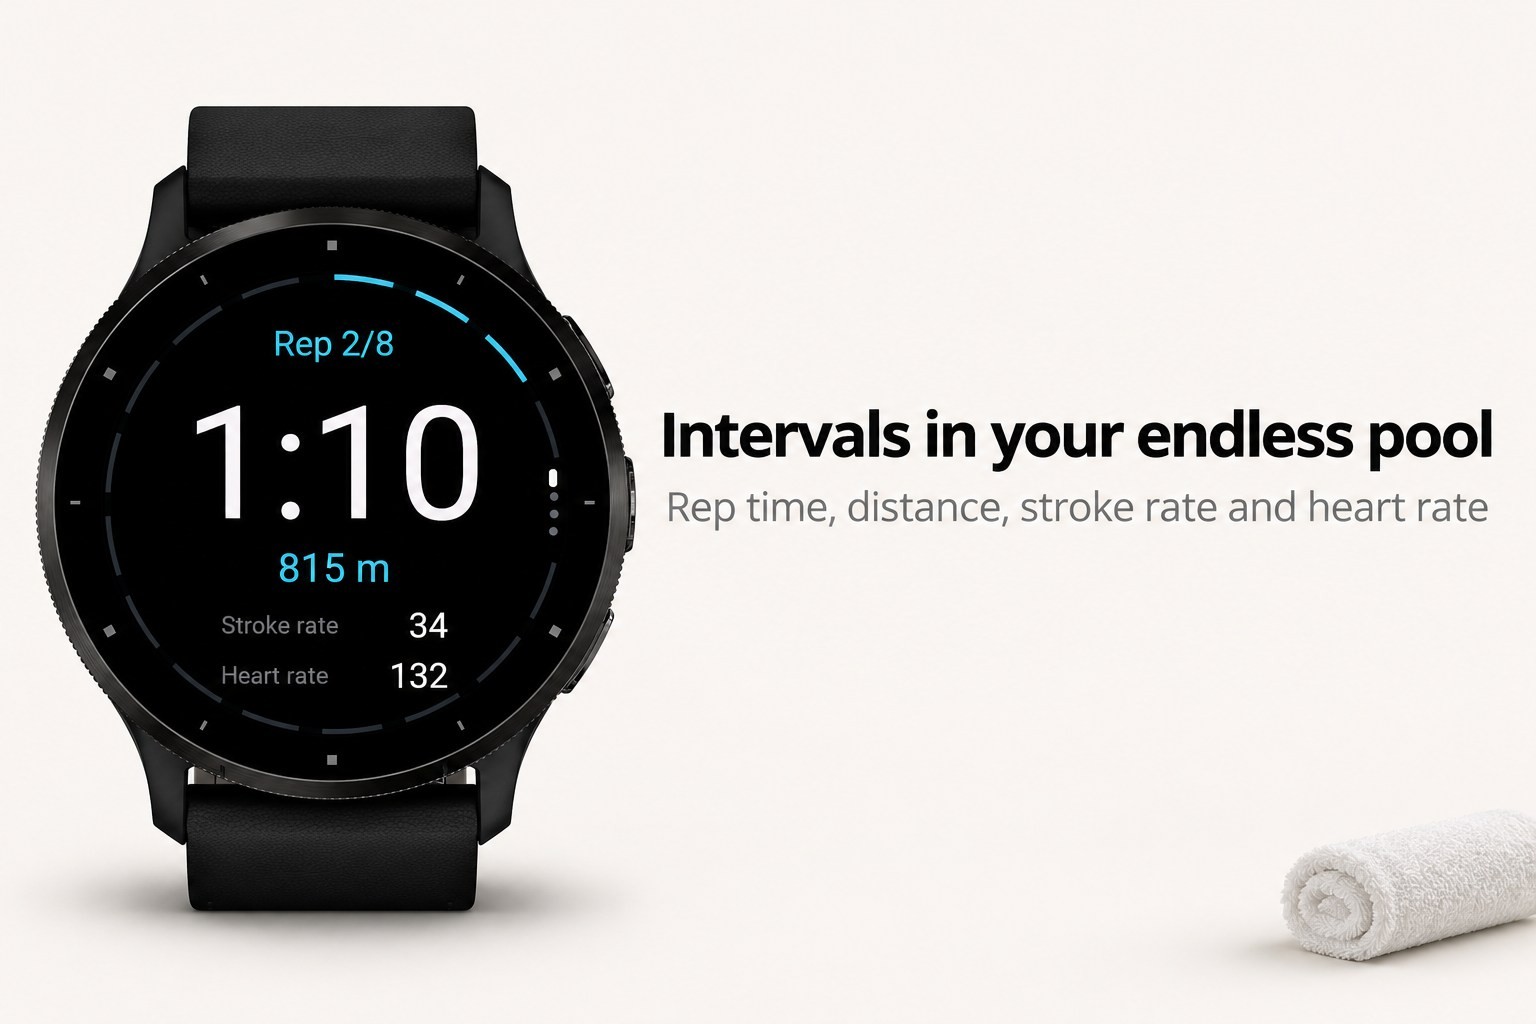 Rep 2/8
1:10
815 m
Stroke rate 34
Heart rate 132
Intervals in your endless pool
Rep time, distance, stroke rate and heart rate